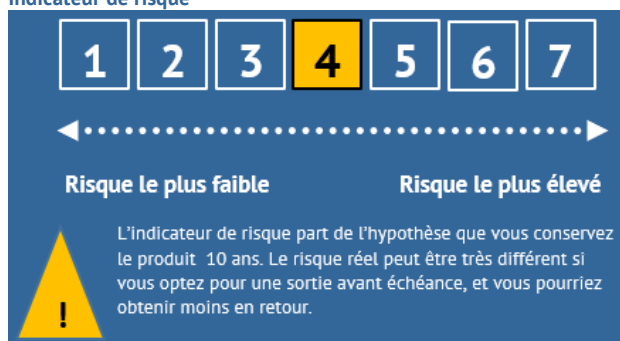 Indicateur de risque
1 2 3 4 5 6 7
Risque le plus faible Risque le plus élevé
L'indicateur de risque part de l'hypothèse que vous conservez
le produit 10 ans. Le risque réel peut être très différent si
vous optez pour une sortie avant échéance, et vous pourriez
obtenir moins en retour.
!